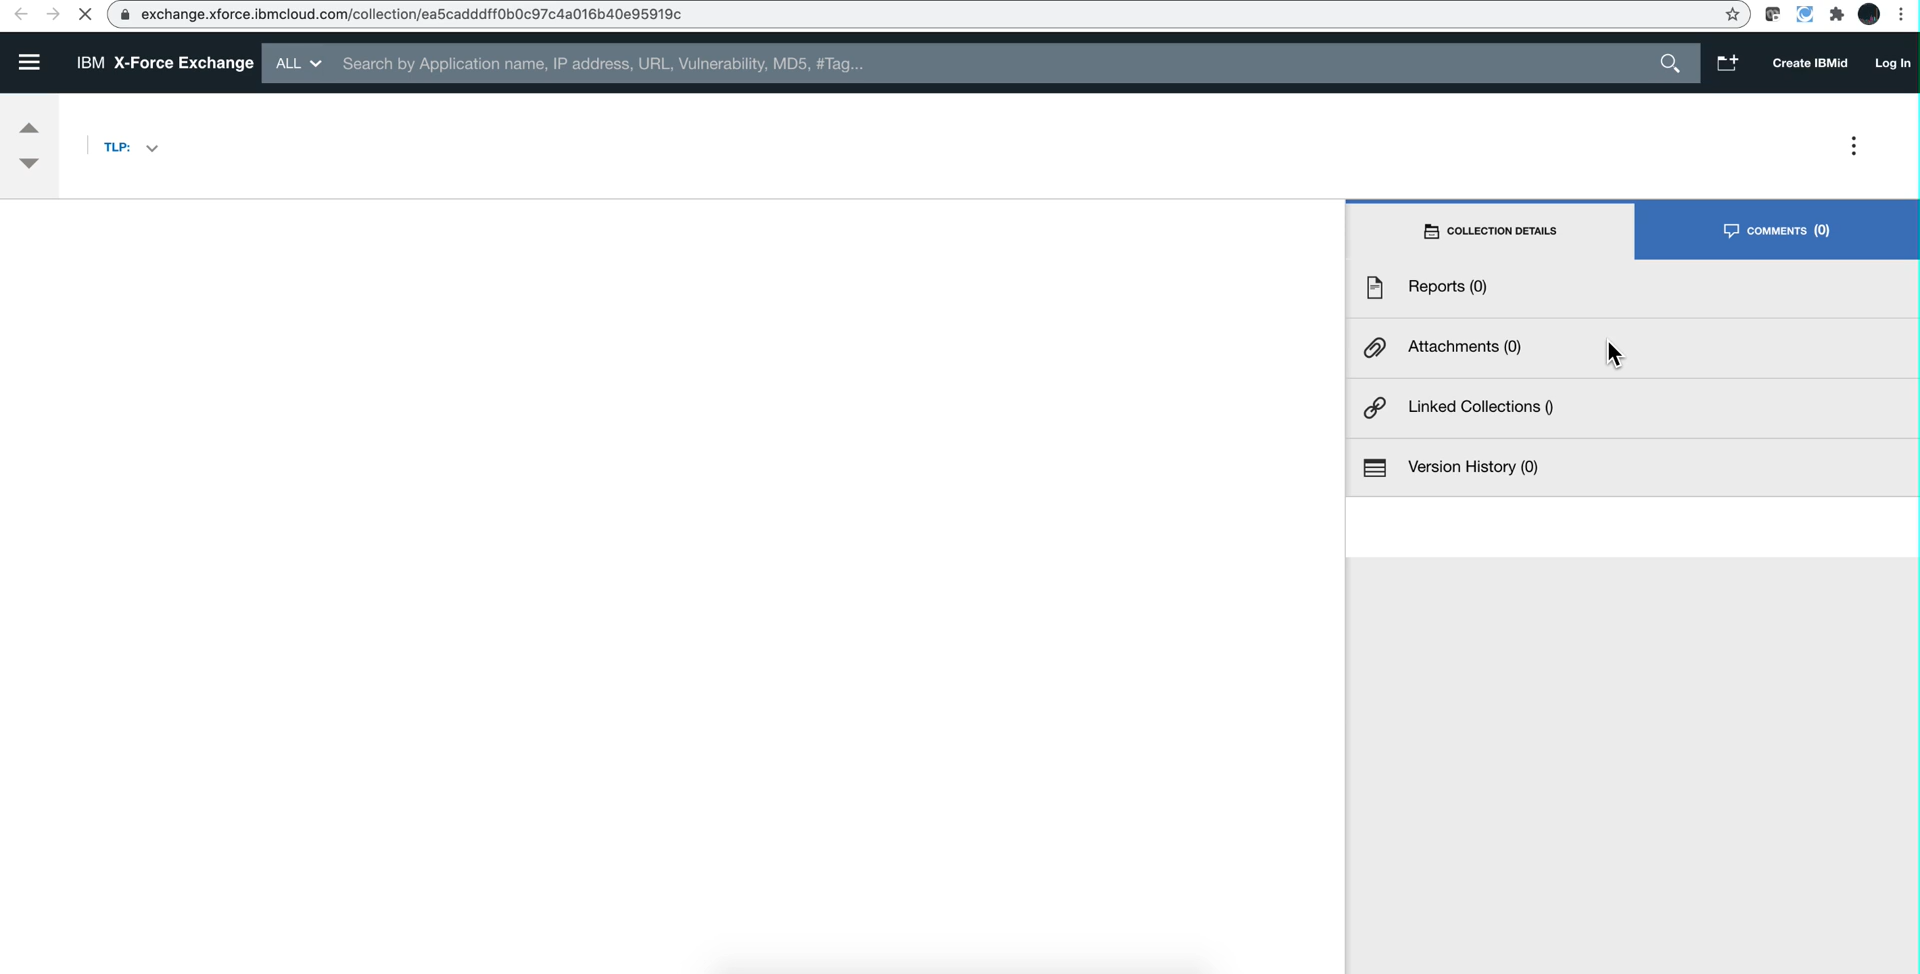 exchange.xforce.ibmcloud.com/collection/ea5cadddff0b0c97c4a016b40e95919c
IBM X-Force Exchange ALL Search by Application name, IP address, URL, Vulnerability, MD5, #Tag... Create IBMid Log In
TLP:
COLLECTION DETAILS COMMENTS (0)
Reports (0)
Attachments (0)
Linked Collections ()
Version History (0)